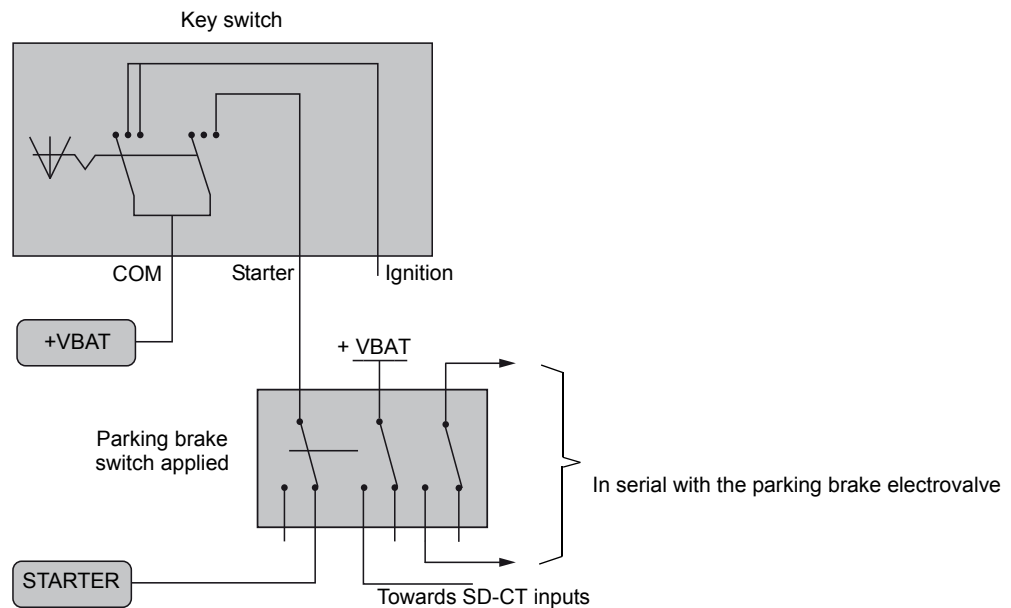 Key switch
COM
Starter
Ignition
+VBAT
+ VBAT
Parking brake
switch applied
In serial with the parking brake electrovalve
STARTER
Towards SD-CT inputs